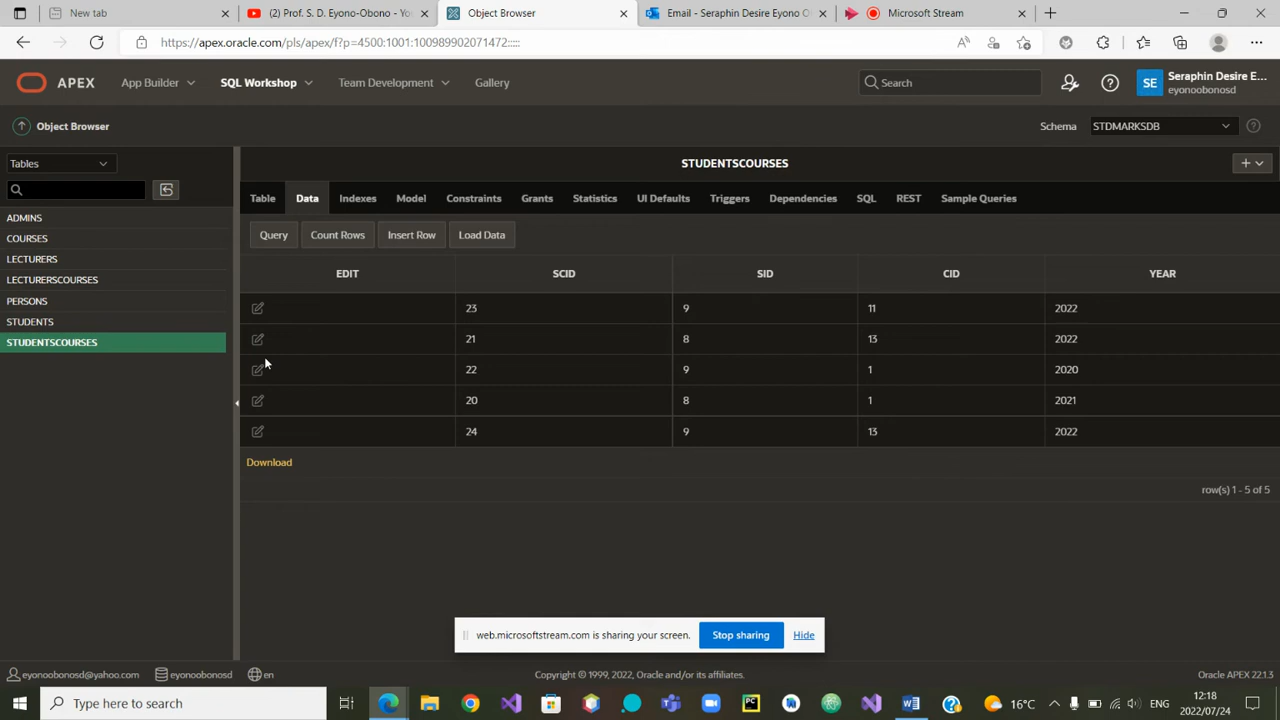 New tab
(2) Prof. S. D. Eyono-Obono - Yo
Object Browser
Email - Seraphin Desire Eyono O
Microsoft Stream
https://apex.oracle.com/pls/apex/f?p=4500:1001:100989902071472:::::
APEX
App Builder
SQL Workshop
Team Development
Gallery
Search
SE
Seraphin Desire E...
eyonoobonosd
Object Browser
Schema
STDMARKSDB
Tables
STUDENTSCOURSES
ADMINS
COURSES
LECTURERS
LECTURERSCOURSES
PERSONS
STUDENTS
STUDENTSCOURSES
Table Data Indexes Model Constraints Grants Statistics UI Defaults Triggers Dependencies SQL REST Sample Queries
Query Count Rows Insert Row Load Data
EDIT SCID SID CID YEAR
23 9 11 2022
21 8 13 2022
22 9 1 2020
20 8 1 2021
24 9 13 2022
Download
row(s) 1 - 5 of 5
web.microsoftstream.com is sharing your screen.
Stop sharing
Hide
eyonoobonosd@yahoo.com
eyonoobonosd
en
Copyright © 1999, 2022, Oracle and/or its affiliates.
Oracle APEX 22.1.3
Type here to search
16°C
ENG
12:18
2022/07/24